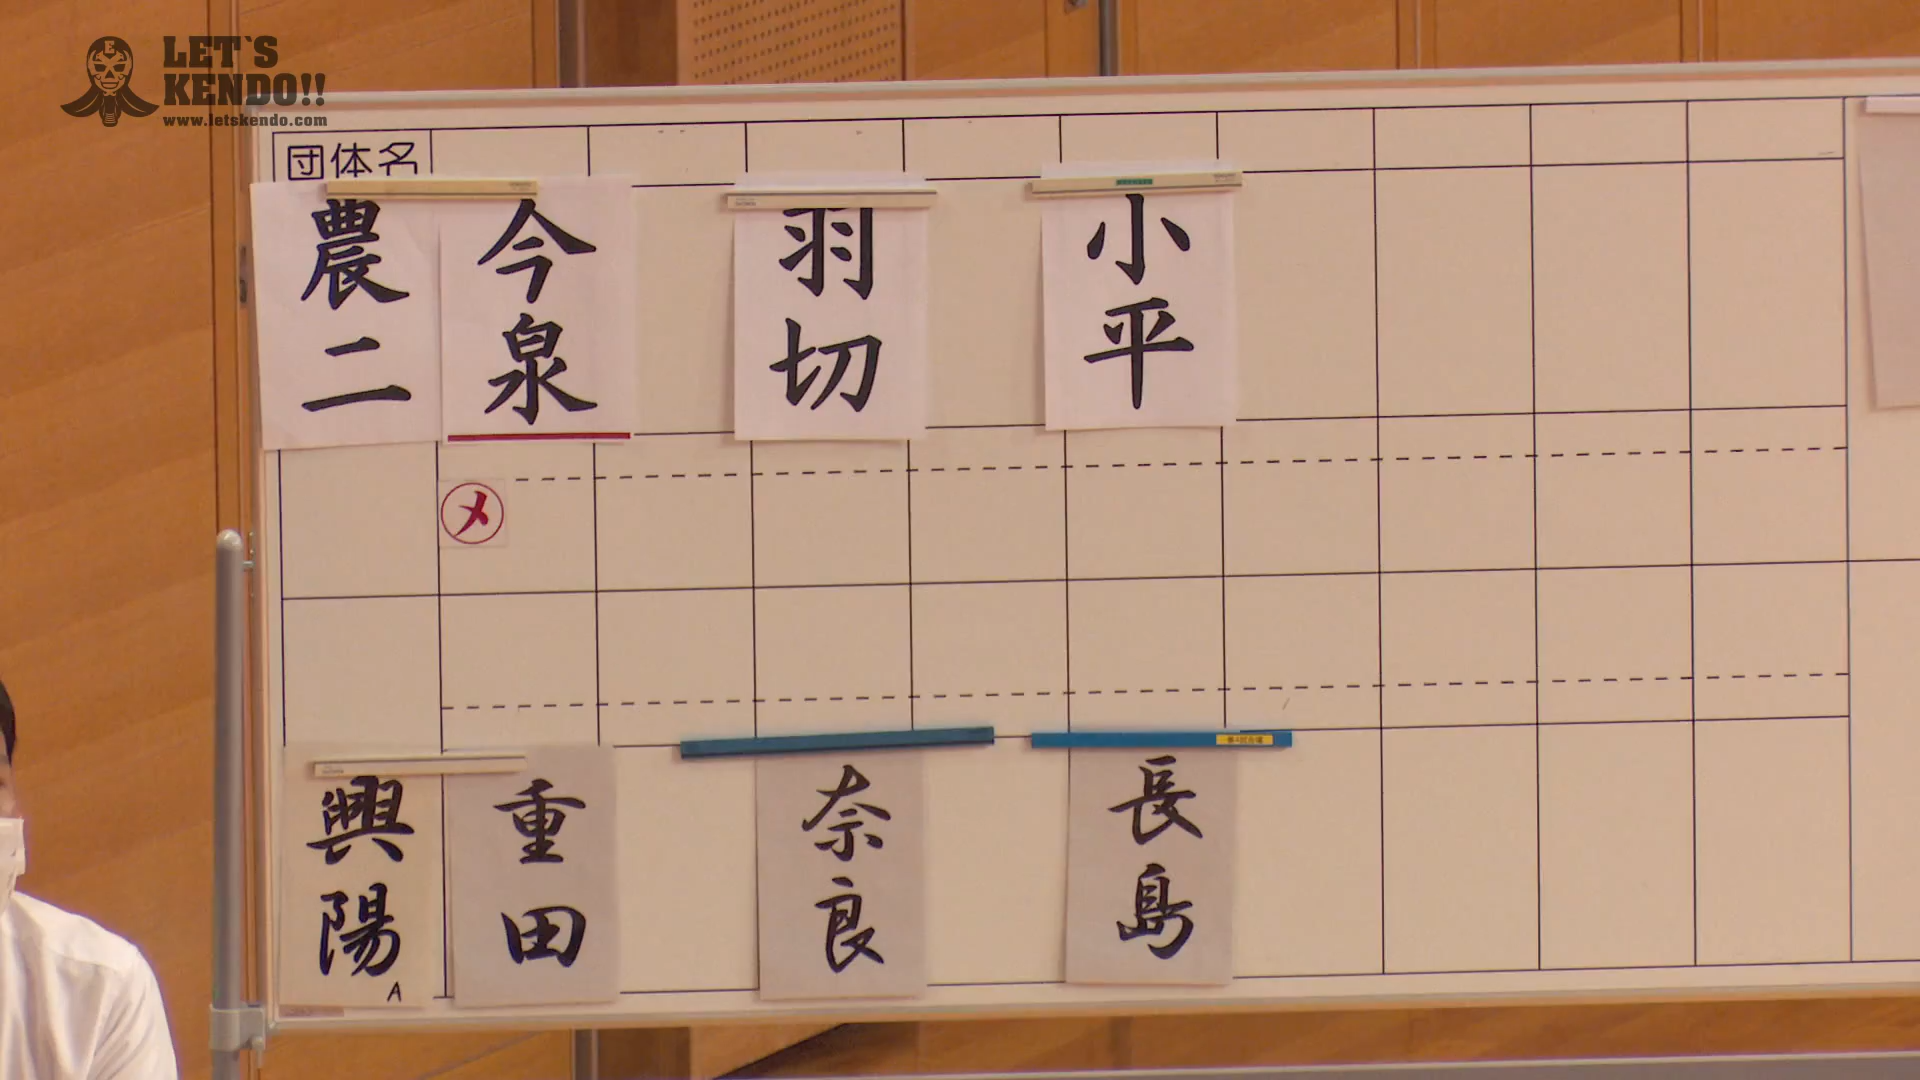 LET'S
KENDO!!
www.letskendo.com
団体名
農二
今泉
羽切
小平
メ
興陽
A
重田
奈良
長島